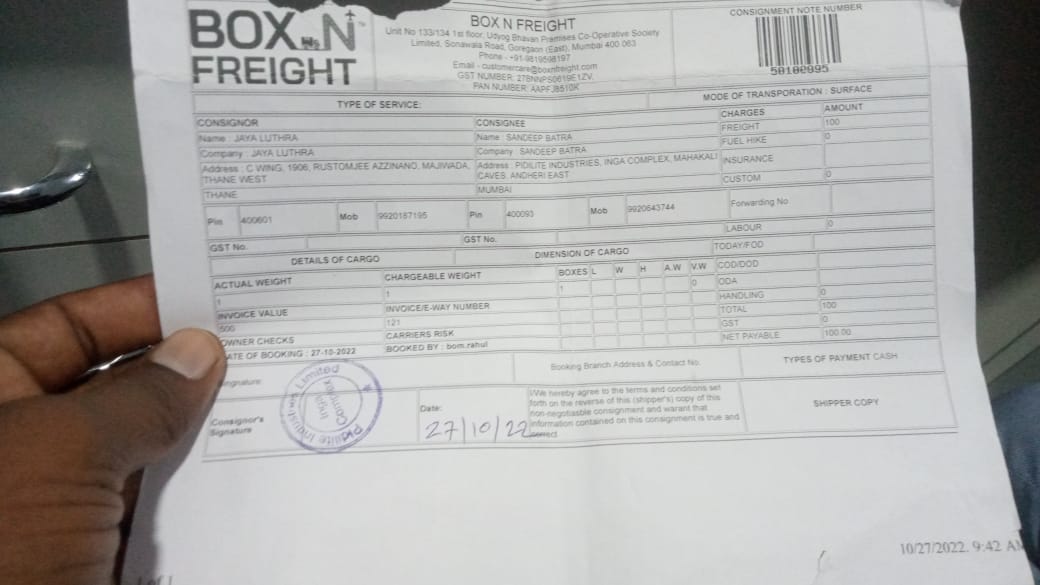 BOX N
FREIGHT
BOX N FREIGHT
Unit No 133/134 1st floor, Udyog Bhavan Premises Co-Operative Society
Limited, Sonawala Road, Goregaon (East), Mumbai 400 063
Phone - +91-9819598197
Email - customercare@boxnfreight.com
GST NUMBER: 27BNNPS0619E1ZV,
PAN NUMBER: AAPFJ8510K
CONSIGNMENT NOTE NUMBER
50100995
TYPE OF SERVICE:
MODE OF TRANSPORATION : SURFACE
CONSIGNOR
CONSIGNEE
CHARGES
AMOUNT
Name : JAYA LUTHRA
Name : SANDEEP BATRA
FREIGHT
100
Company : JAYA LUTHRA
Company : SANDEEP BATRA
FUEL HIKE
0
Address : C WING, 1906, RUSTOMJEE AZZINANO, MAJIWADA,
THANE WEST
Address : PIDILITE INDUSTRIES, INGA COMPLEX, MAHAKALI
CAVES, ANDHERI EAST
INSURANCE
THANE
MUMBAI
CUSTOM
0
Pin
400601
Mob
9920187195
Pin
400093
Mob
9920643744
Forwarding No
GST No.
GST No.
LABOUR
0
DETAILS OF CARGO
DIMENSION OF CARGO
TODAY/FOD
ACTUAL WEIGHT
CHARGEABLE WEIGHT
BOXES L W H A.W V.W
COD/DOD
1
1
1
0
ODA
INVOICE VALUE
INVOICE/E-WAY NUMBER
HANDLING
0
500
121
TOTAL
100
OWNER CHECKS
CARRIERS RISK
GST
0
ATE OF BOOKING : 27-10-2022
BOOKED BY : bom.rahul
NET PAYABLE
100.00
ignature:
Booking Branch Address & Contact No.
TYPES OF PAYMENT CASH
Consignor's
Signature
Pidilite Industries Limited
Inga
Complex
Date:
27/10/22
I/We hereby agree to the terms and conditions set
forth on the reverse of this (shipper's) copy of this
non-negotiasble consignment and warant that
information contained on this consignment is true and
correct
SHIPPER COPY
10/27/2022, 9:42 AM